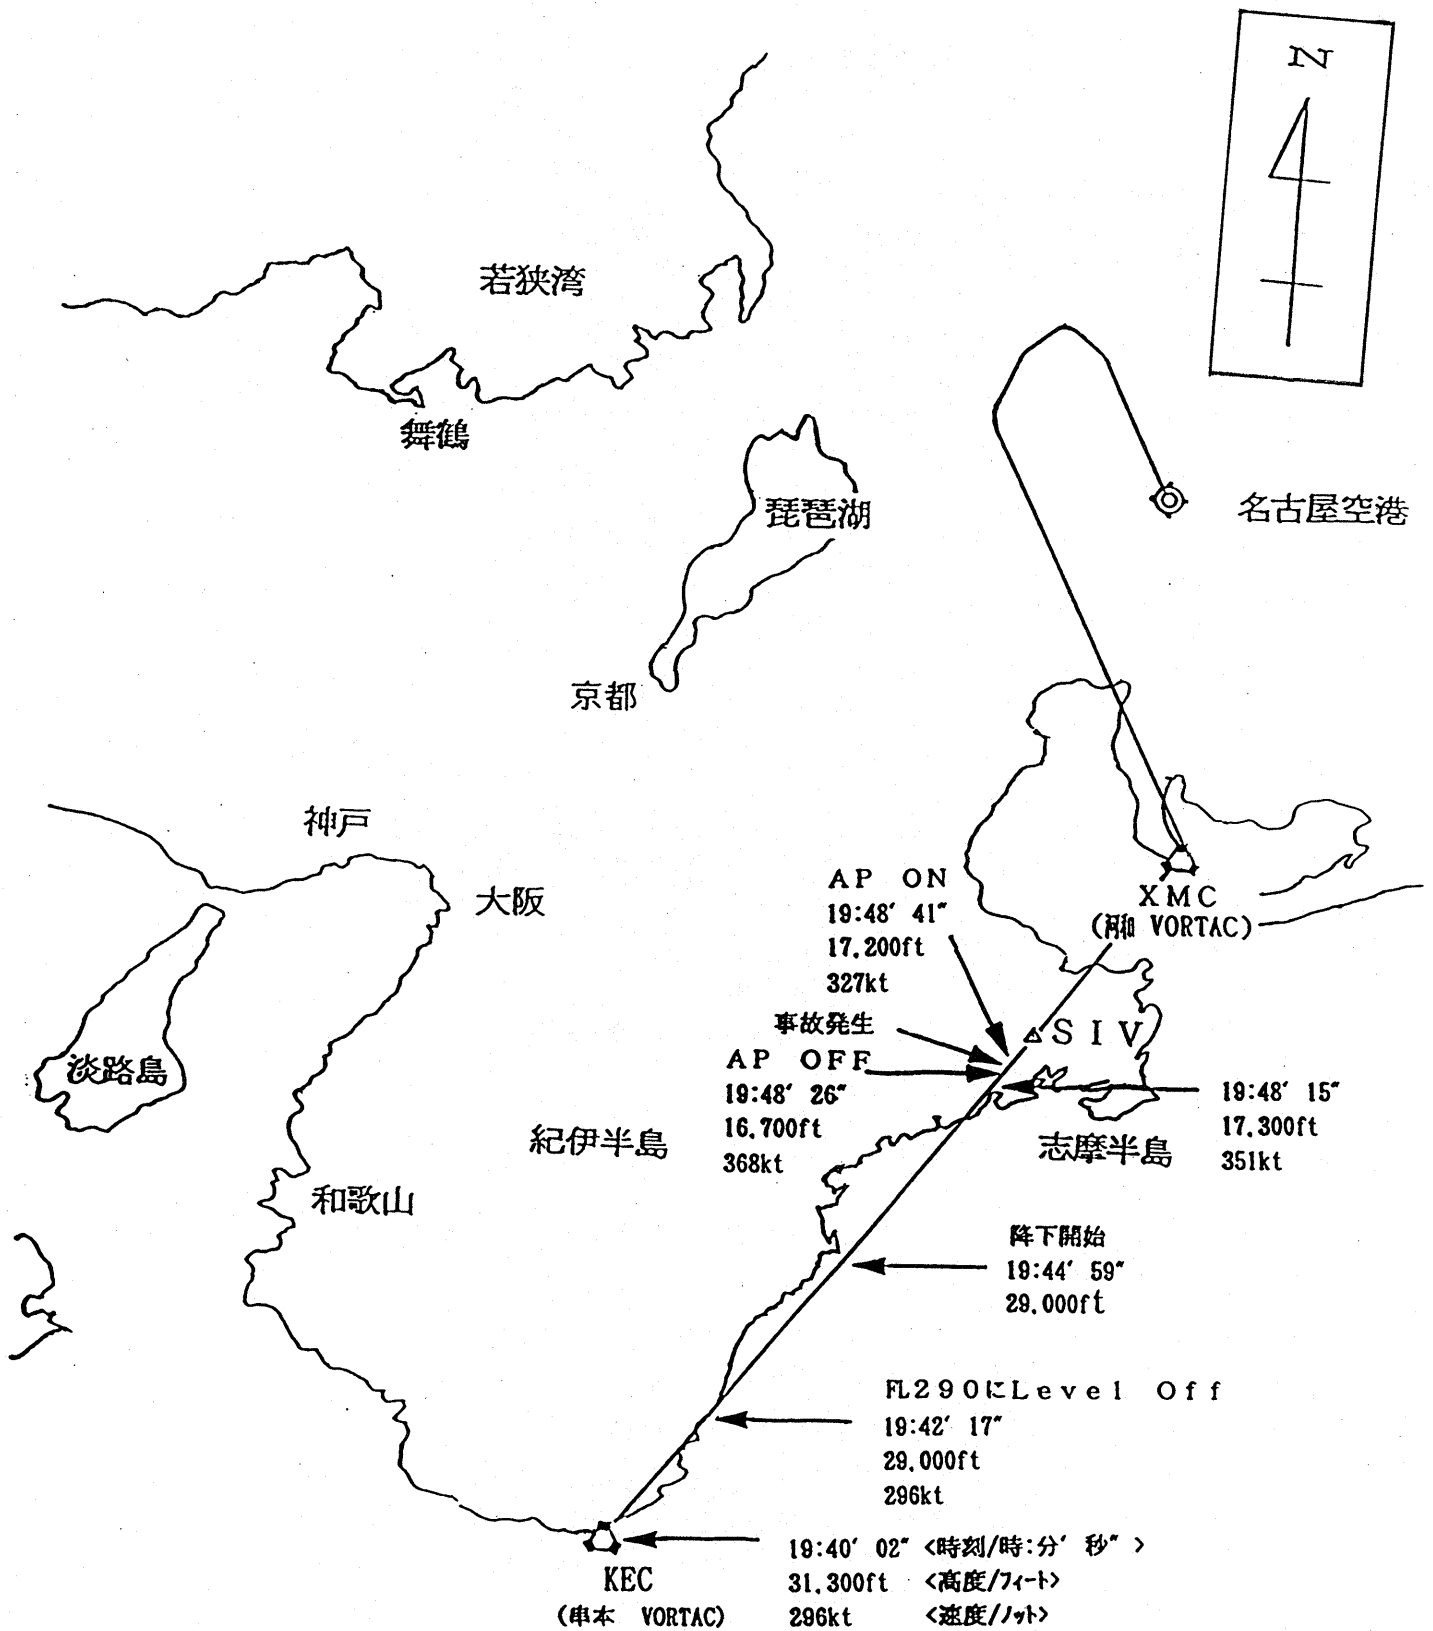 N
若狭湾
舞鶴
琵琶湖
名古屋空港
京都
神戸
大阪
AP ON
19:48′ 41″
17,200ft
327kt
XMC
(河和 VORTAC)
事故発生
SIV
AP OFF
19:48′ 26″
16,700ft
368kt
19:48′ 15″
17,300ft
351kt
淡路島
紀伊半島
志摩半島
和歌山
降下開始
19:44′ 59″
29,000ft
FL290にLevel Off
19:42′ 17″
29,000ft
296kt
KEC
(串本 VORTAC)
19:40′ 02″ <時刻/時:分′ 秒″ >
31,300ft <高度/フィート>
296kt <速度/ノット>